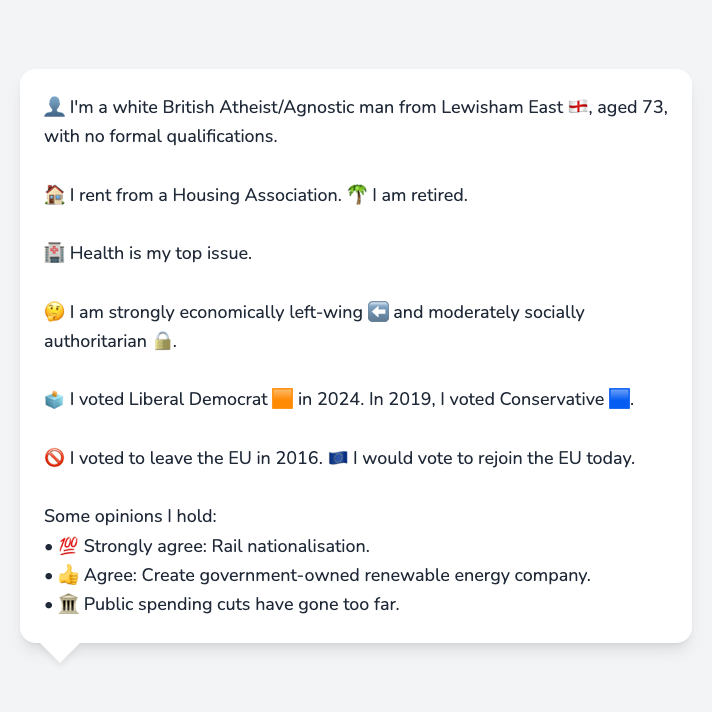 👤 I'm a white British Atheist/Agnostic man from Lewisham East 🏴󠁧󠁢󠁥󠁮󠁧󠁿, aged 73,
with no formal qualifications.
🏠 I rent from a Housing Association. 🌴 I am retired.
🏥 Health is my top issue.
🤔 I am strongly economically left-wing ⬅️ and moderately socially
authoritarian 🔒.
🗳️ I voted Liberal Democrat 🟧 in 2024. In 2019, I voted Conservative 🟦.
🚫 I voted to leave the EU in 2016. 🇪🇺 I would vote to rejoin the EU today.
Some opinions I hold:
• 💯 Strongly agree: Rail nationalisation.
• 👍 Agree: Create government-owned renewable energy company.
• 🏛️ Public spending cuts have gone too far.